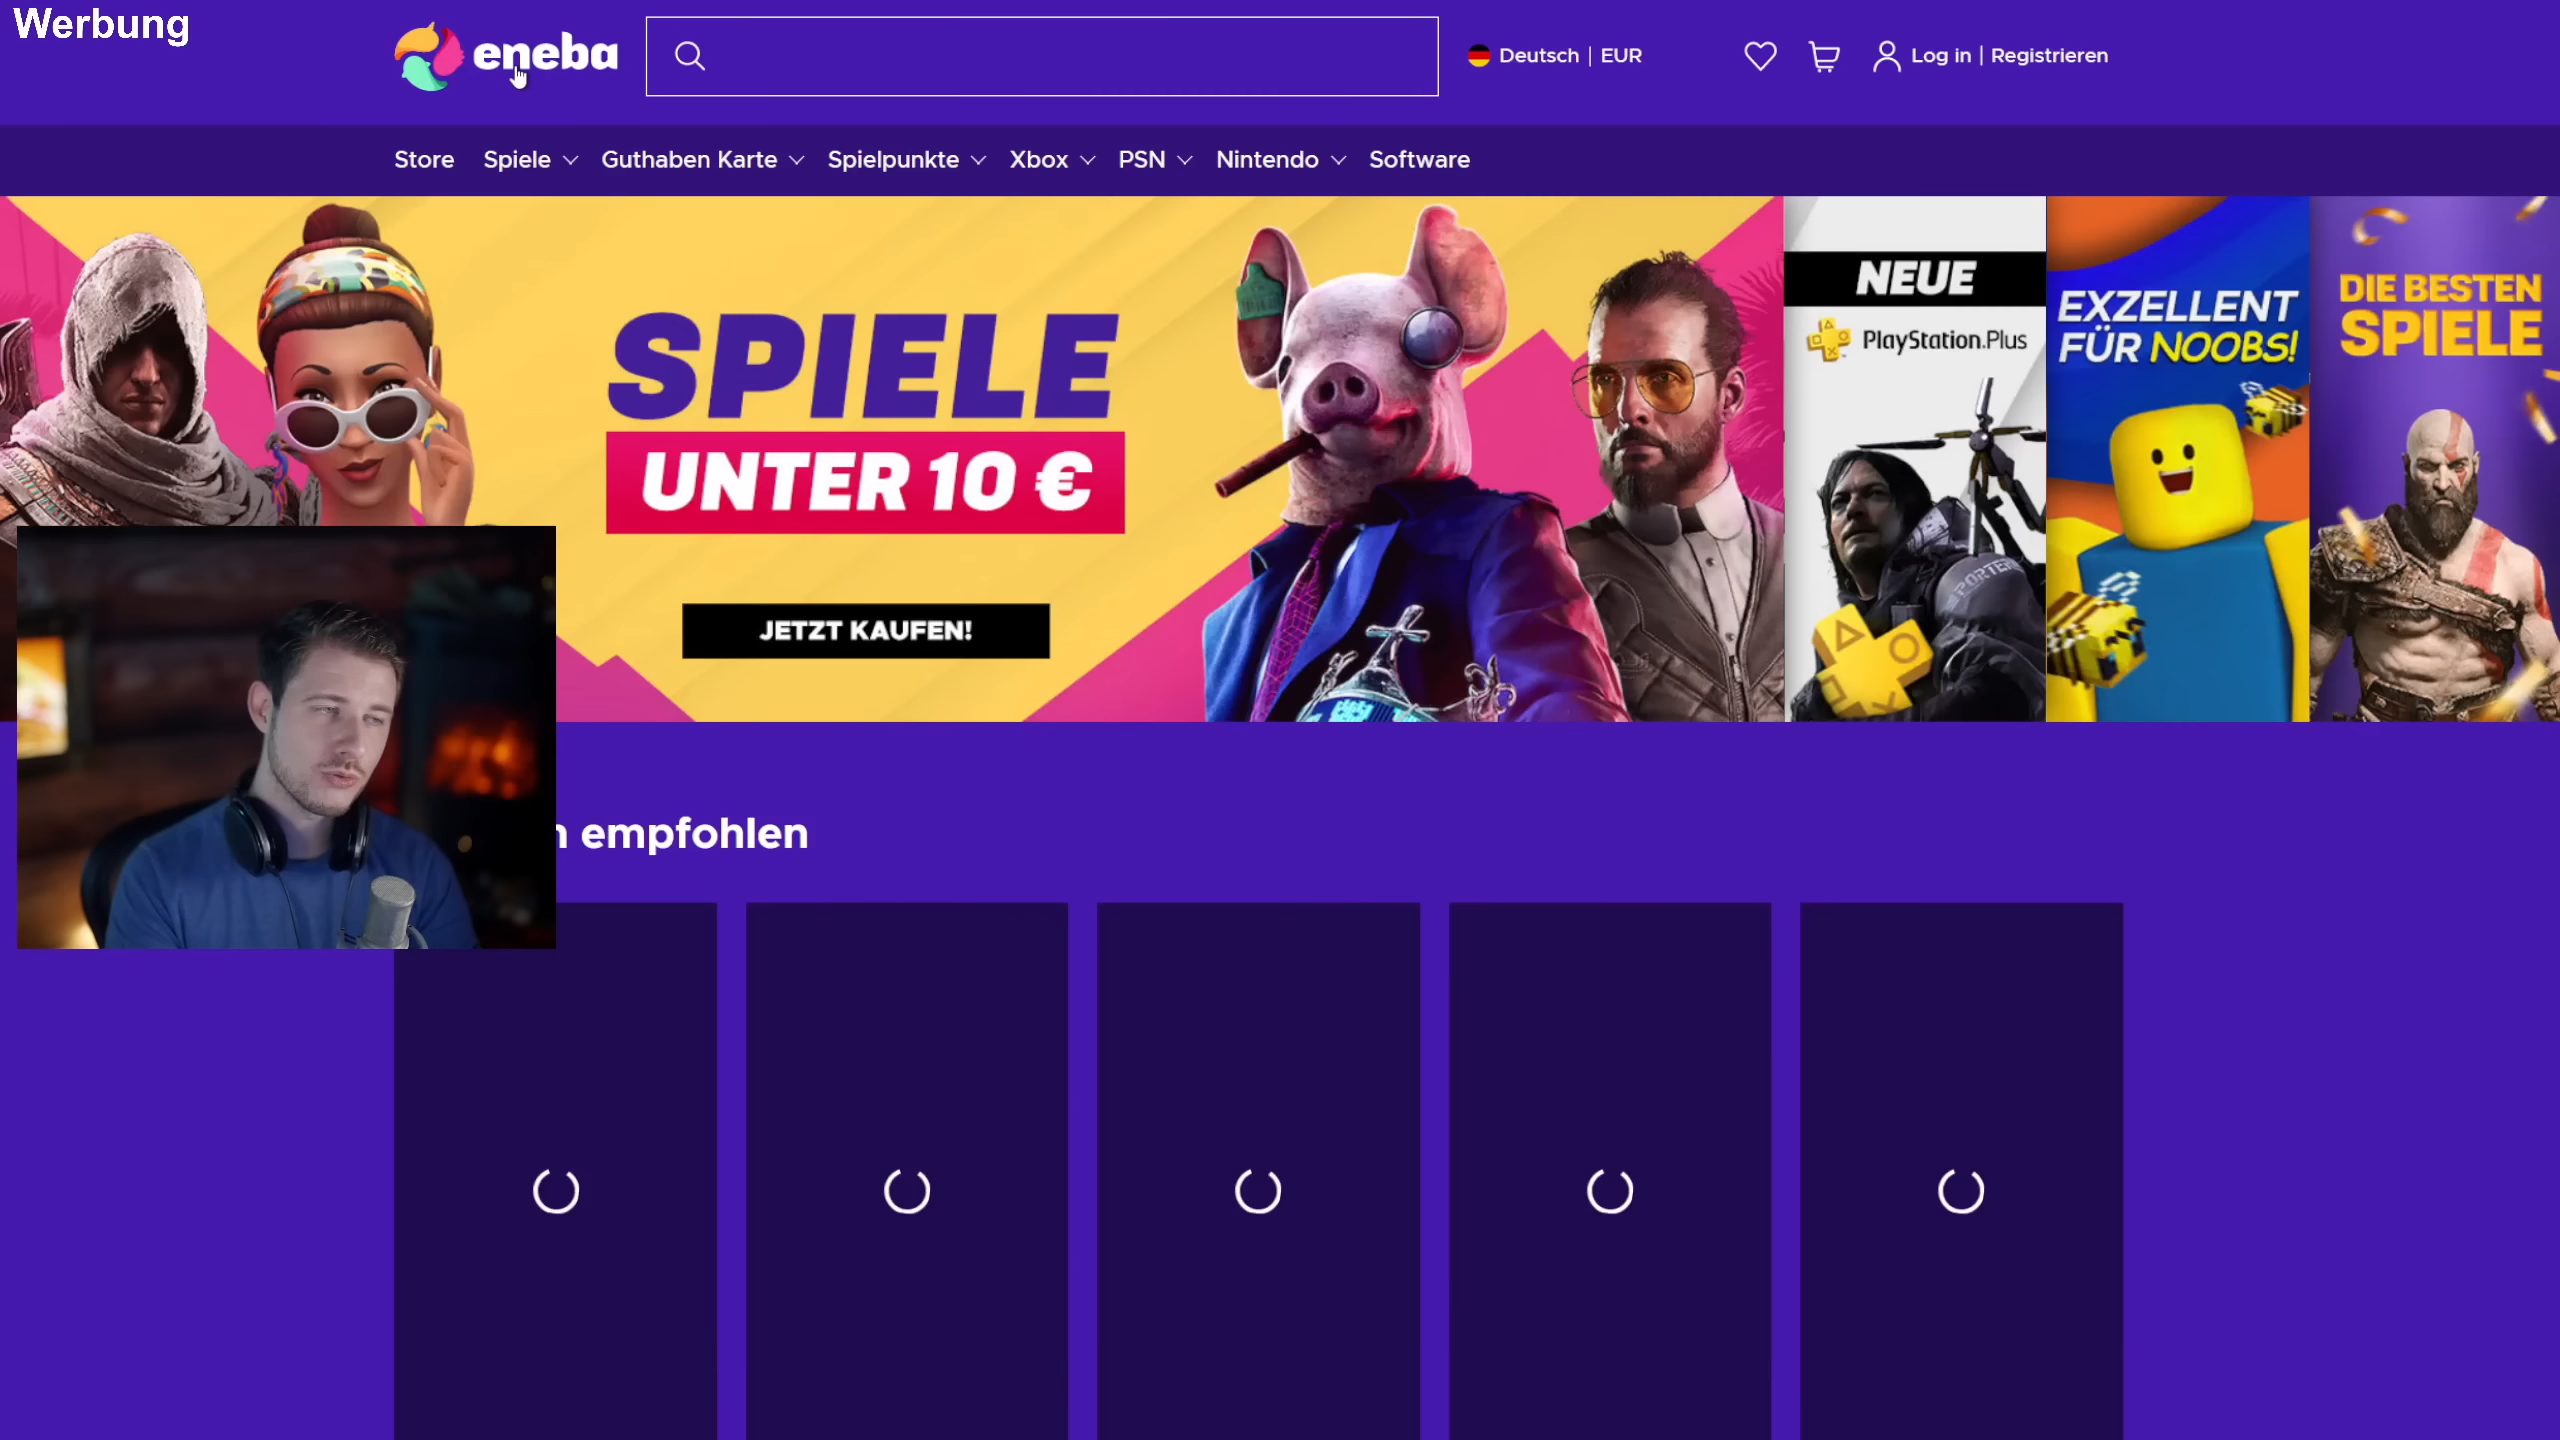 Werbung
eneba
Deutsch | EUR
Log in | Registrieren
Store
Spiele
Guthaben Karte
Spielpunkte
Xbox
PSN
Nintendo
Software
SPIELE
UNTER 10 €
JETZT KAUFEN!
NEUE
PlayStation.Plus
EXZELLENT
FÜR NOOBS!
DIE BESTEN
SPIELE
empfohlen